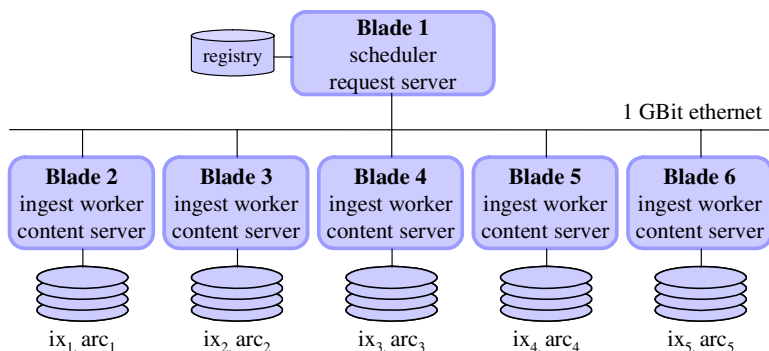 Blade 1
scheduler
request server
registry
1 GBit ethernet
Blade 2
ingest worker
content server
Blade 3
ingest worker
content server
Blade 4
ingest worker
content server
Blade 5
ingest worker
content server
Blade 6
ingest worker
content server
ix₁, arc₁
ix₂, arc₂
ix₃, arc₃
ix₄, arc₄
ix₅, arc₅